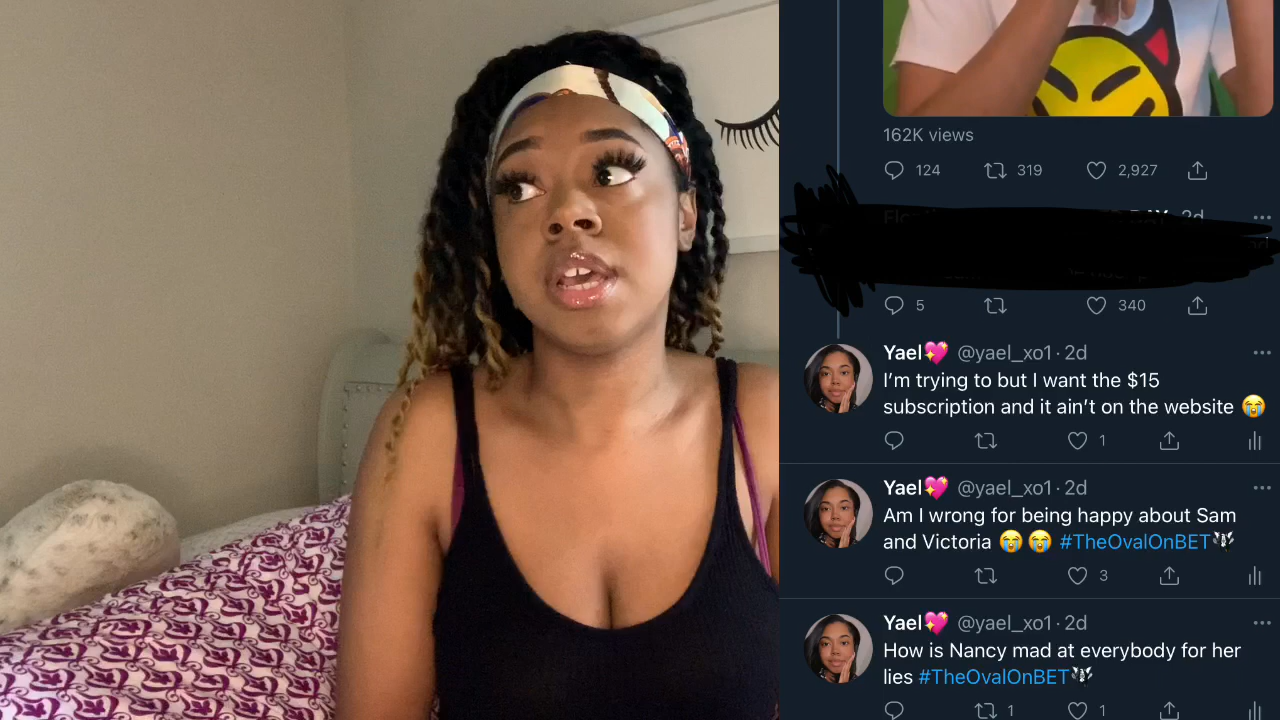 162K views
124 319 2,927
2d
5 340
Yael💖 @yael_xo1 · 2d
I'm trying to but I want the $15
subscription and it ain't on the website 😭
1
Yael💖 @yael_xo1 · 2d
Am I wrong for being happy about Sam
and Victoria 😭😭 #TheOvalOnBET
3
Yael💖 @yael_xo1 · 2d
How is Nancy mad at everybody for her
lies #TheOvalOnBET
1 1